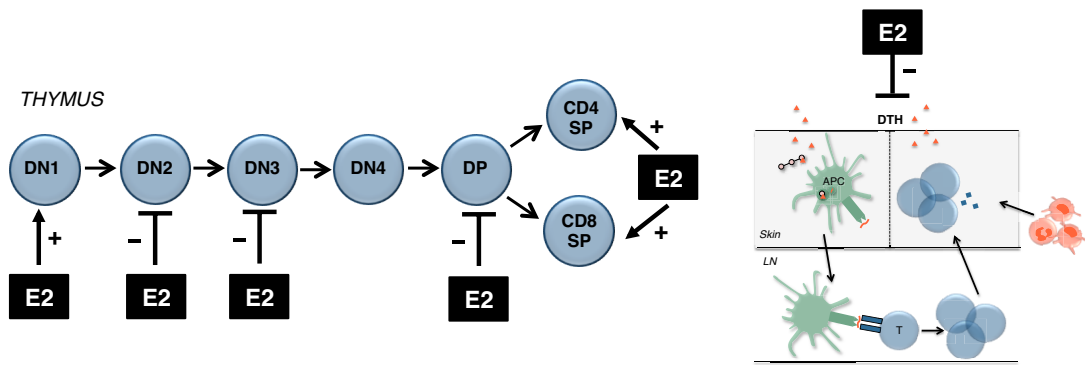 THYMUS
DN1
DN2
DN3
DN4
DP
CD4
SP
CD8
SP
E2
+
+
+
E2
−
E2
−
E2
−
E2
E2
−
DTH
APC
Skin
LN
T